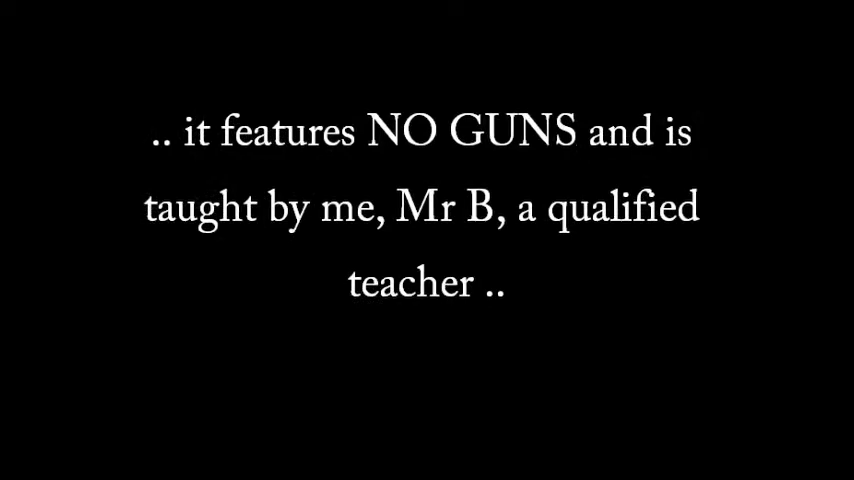 .. it features NO GUNS and is
taught by me, Mr B, a qualified
teacher ..